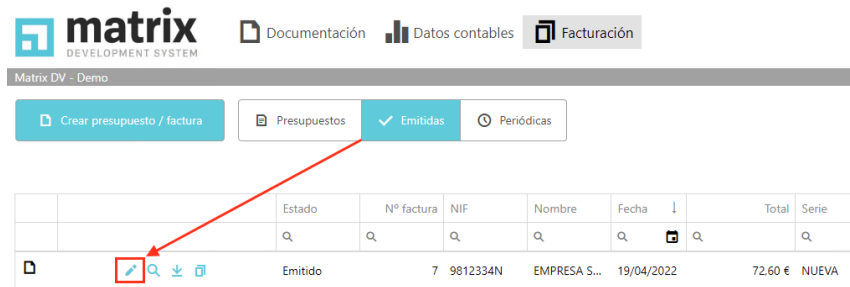 matrix
DEVELOPMENT SYSTEM
Documentación Datos contables Facturación
Matrix DV - Demo
Crear presupuesto / factura Presupuestos Emitidas Periódicas
Estado Nº factura NIF Nombre Fecha Total Serie
Emitido 7 9812334N EMPRESA S... 19/04/2022 72,60 € NUEVA